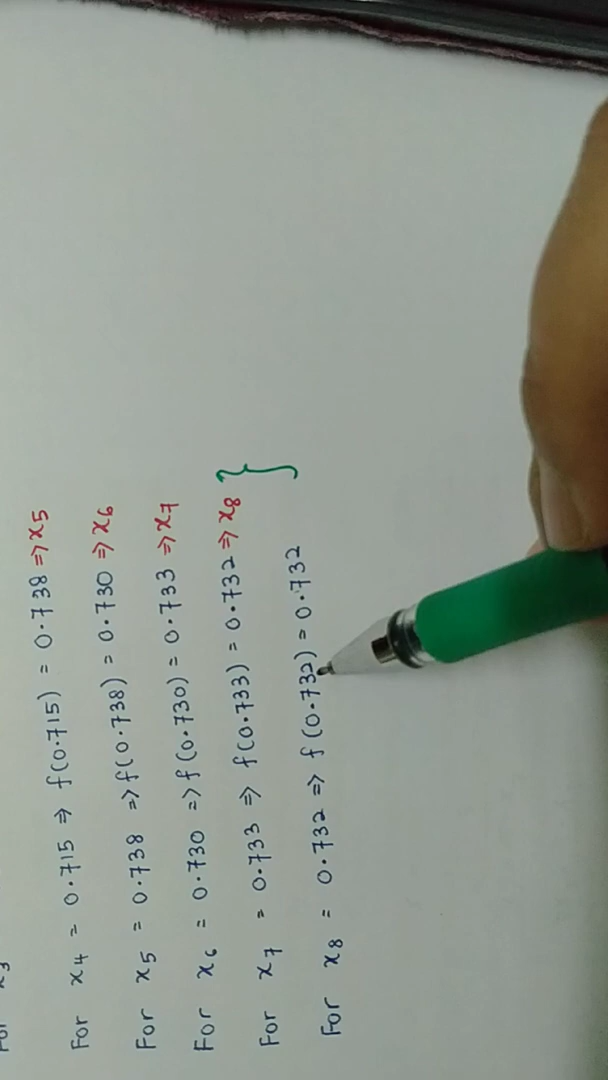 For x3
For x4 = 0.715 ⇒ f(0.715) = 0.738 ⇒ x5
For x5 = 0.738 ⇒ f(0.738) = 0.730 ⇒ x6
For x6 = 0.730 ⇒ f(0.730) = 0.733 ⇒ x7
For x7 = 0.733 ⇒ f(0.733) = 0.732 ⇒ x8 }
For x8 = 0.732 ⇒ f(0.732) = 0.732